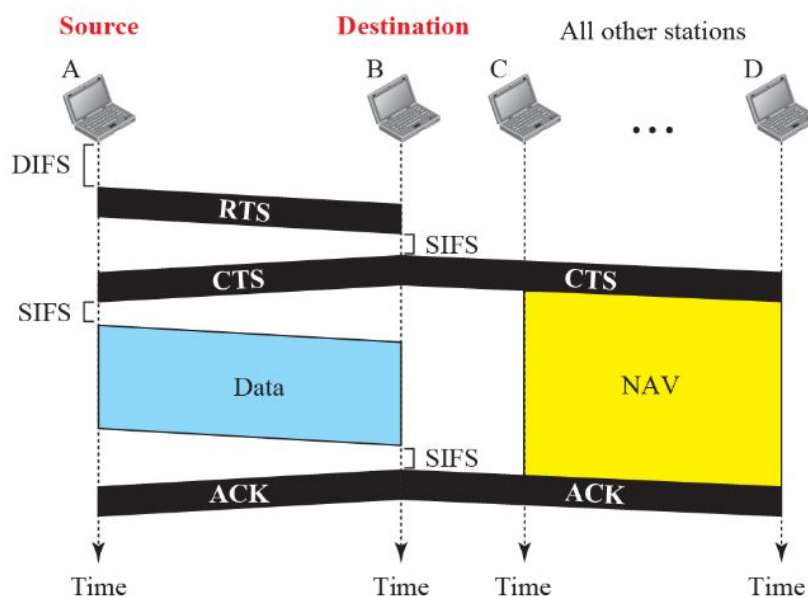 Source
Destination
All other stations
A
B
C
D
...
DIFS
RTS
SIFS
CTS
CTS
SIFS
Data
NAV
SIFS
ACK
ACK
Time
Time
Time
Time